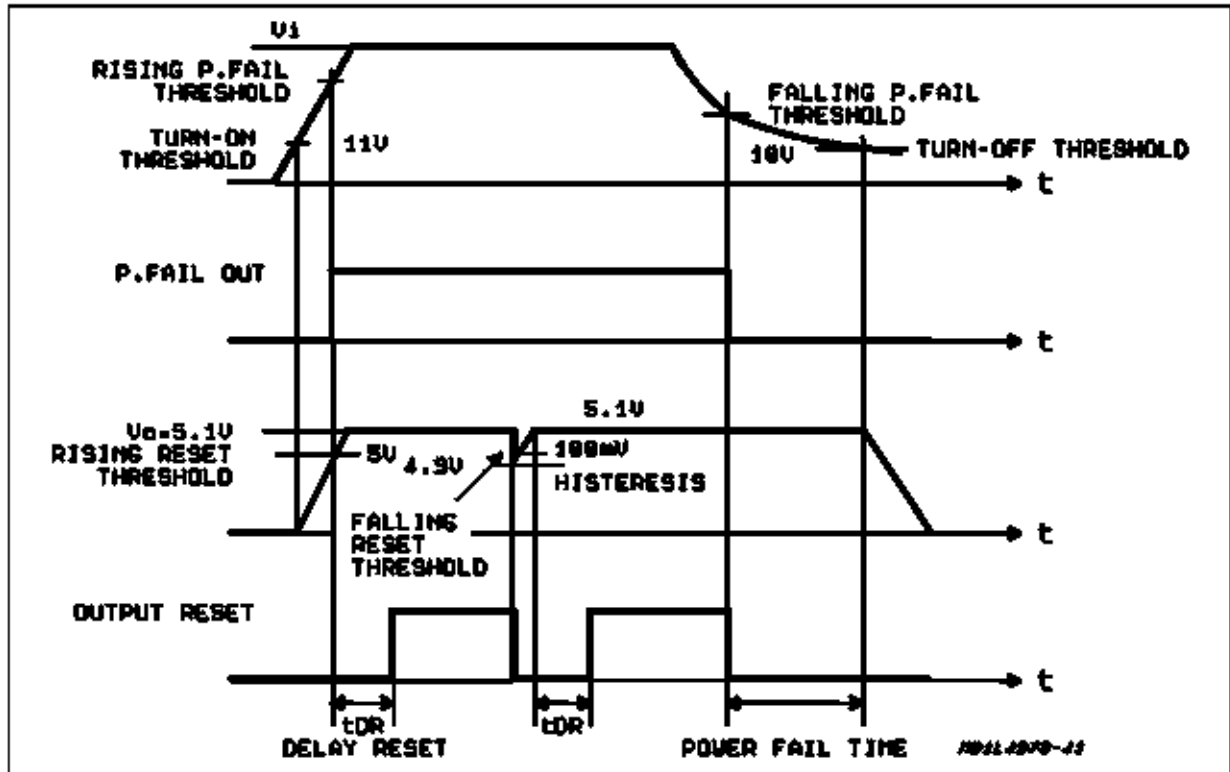 Vi
RISING P.FAIL
THRESHOLD
TURN-ON
THRESHOLD
11V
FALLING P.FAIL
THRESHOLD
10V
TURN-OFF THRESHOLD
t
P.FAIL OUT
t
Vo=5.1V
RISING RESET
THRESHOLD
5V
4.9V
5.1V
100mV
HISTERESIS
FALLING
RESET
THRESHOLD
t
OUTPUT RESET
t
tDR
tDR
DELAY RESET
POWER FAIL TIME